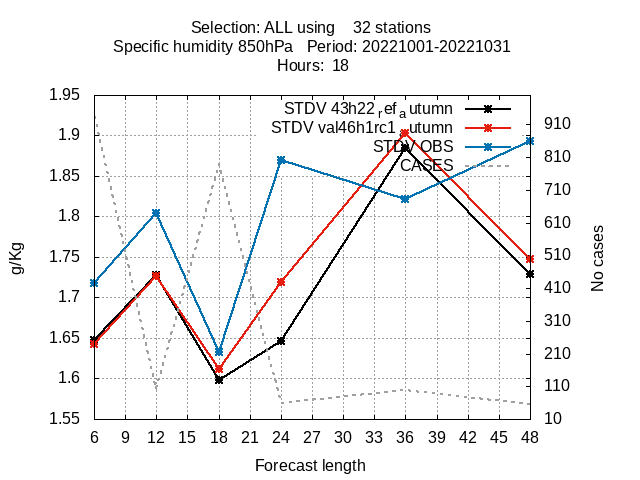 Selection: ALL using 32 stations
Specific humidity 850hPa Period: 20221001-20221031
Hours: 18
1.95
1.9
1.85
1.8
1.75
1.7
1.65
1.6
1.55
g/Kg
STDV 43h22_ref_autumn
STDV val46h1rc1 utumn
STDV OBS
CASES
910
810
710
610
510
410
310
210
110
10
No cases
6 9 12 15 18 21 24 27 30 33 36 39 42 45 48
Forecast length